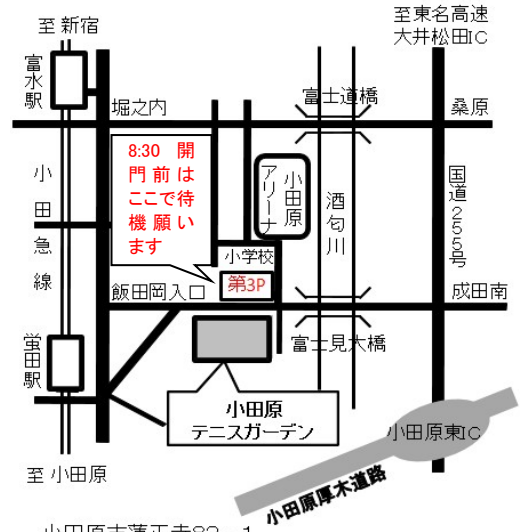 至 新宿
至東名高速
大井松田IC
富水駅
堀之内
富士道橋
桑原
8:30 開
門前は
ここで待
機願い
ます
小田原
アリーナ
小田急線
酒匂川
国道255号
小学校
第3P
飯田岡入口
成田南
富士見大橋
蛍田駅
小田原
テニスガーデン
小田原東IC
至 小田原
小田原厚木道路